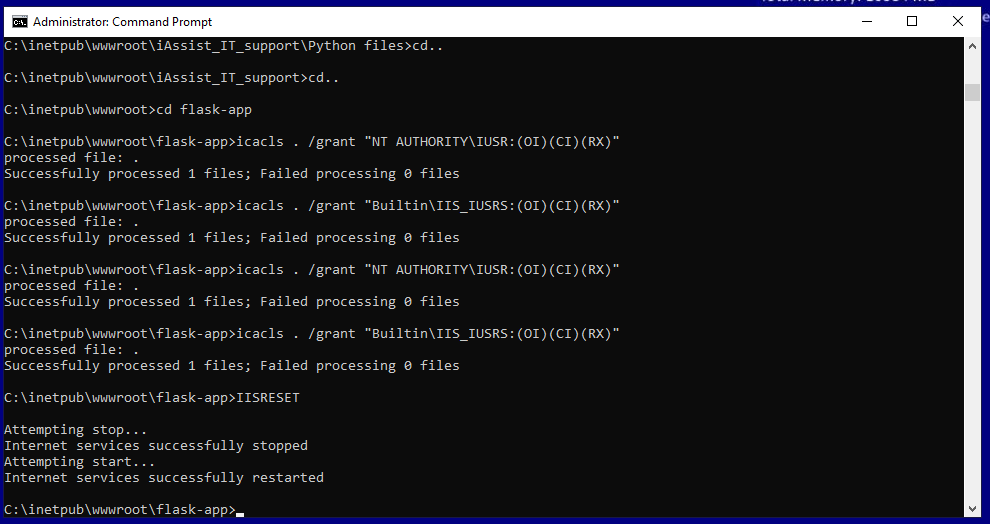 Administrator: Command Prompt
C:\inetpub\wwwroot\iAssist_IT_support\Python files>cd..
C:\inetpub\wwwroot\iAssist_IT_support>cd..
C:\inetpub\wwwroot>cd flask-app
C:\inetpub\wwwroot\flask-app>icacls . /grant "NT AUTHORITY\IUSR:(OI)(CI)(RX)"
processed file: .
Successfully processed 1 files; Failed processing 0 files
C:\inetpub\wwwroot\flask-app>icacls . /grant "Builtin\IIS_IUSRS:(OI)(CI)(RX)"
processed file: .
Successfully processed 1 files; Failed processing 0 files
C:\inetpub\wwwroot\flask-app>icacls . /grant "NT AUTHORITY\IUSR:(OI)(CI)(RX)"
processed file: .
Successfully processed 1 files; Failed processing 0 files
C:\inetpub\wwwroot\flask-app>icacls . /grant "Builtin\IIS_IUSRS:(OI)(CI)(RX)"
processed file: .
Successfully processed 1 files; Failed processing 0 files
C:\inetpub\wwwroot\flask-app>IISRESET
Attempting stop...
Internet services successfully stopped
Attempting start...
Internet services successfully restarted
C:\inetpub\wwwroot\flask-app>